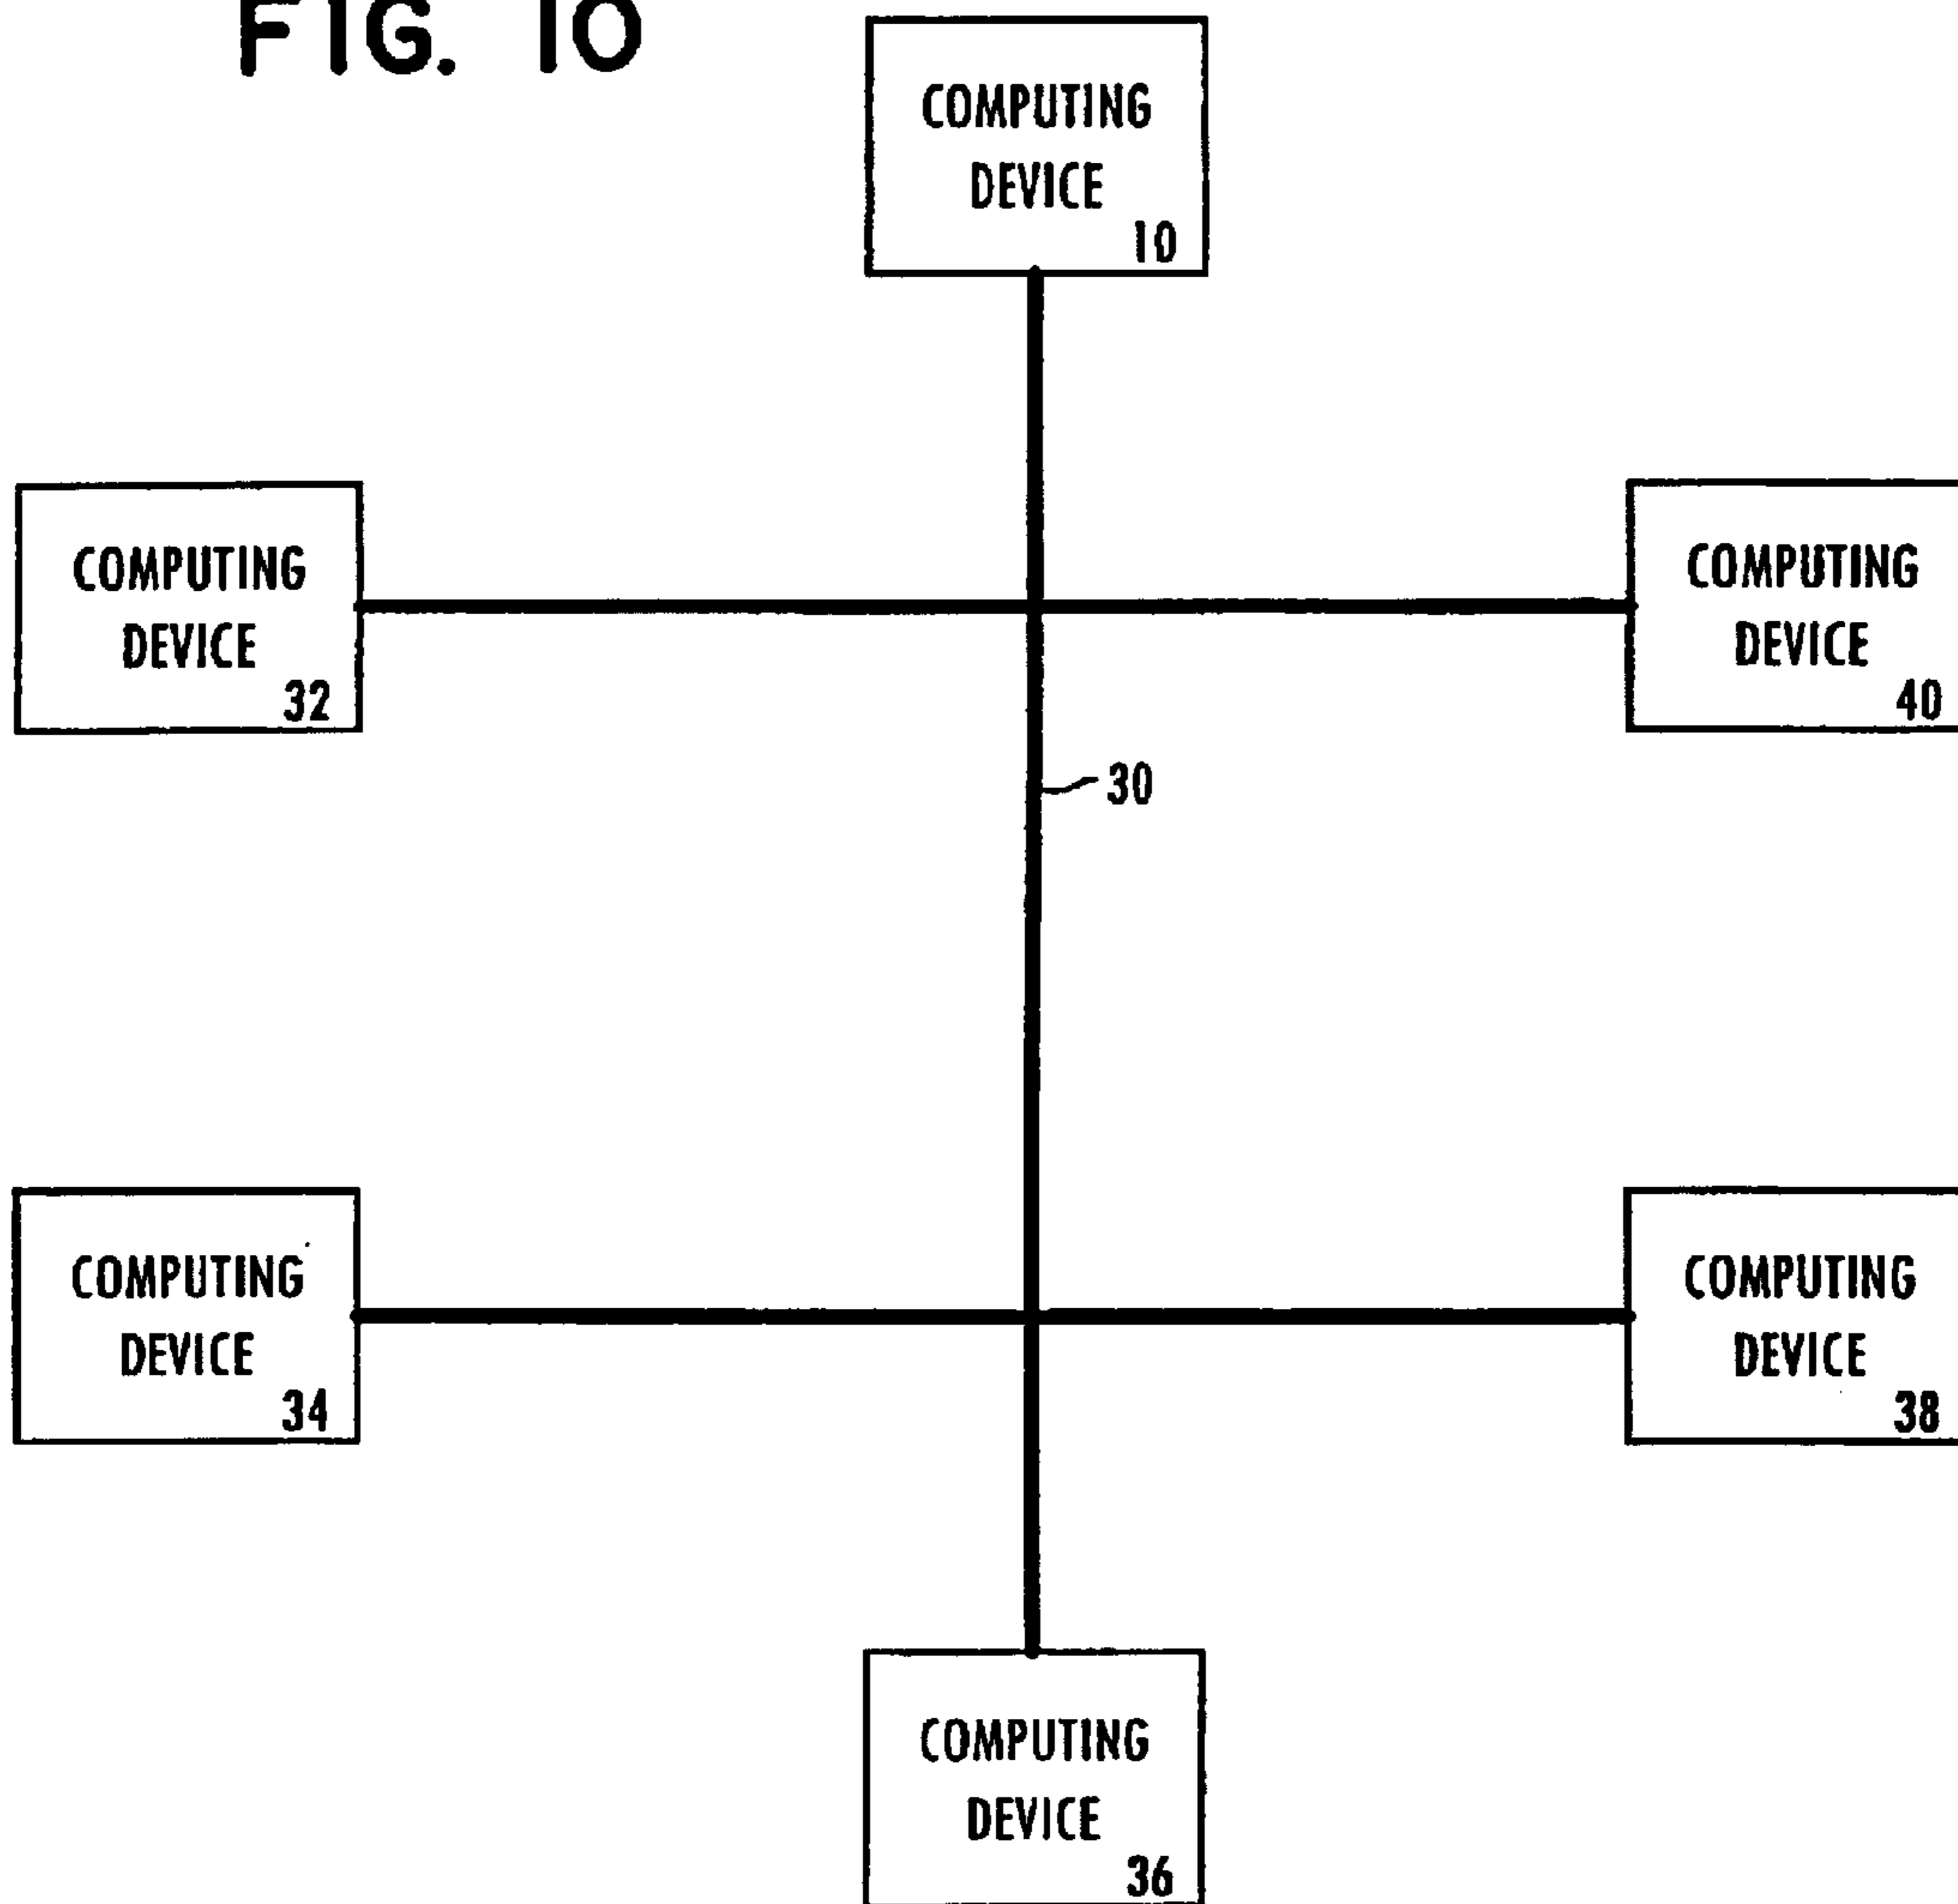 FIG. 10
COMPUTING
DEVICE
10
COMPUTING
DEVICE
32
COMPUTING
DEVICE
40
30
COMPUTING
DEVICE
34
COMPUTING
DEVICE
38
COMPUTING
DEVICE
36